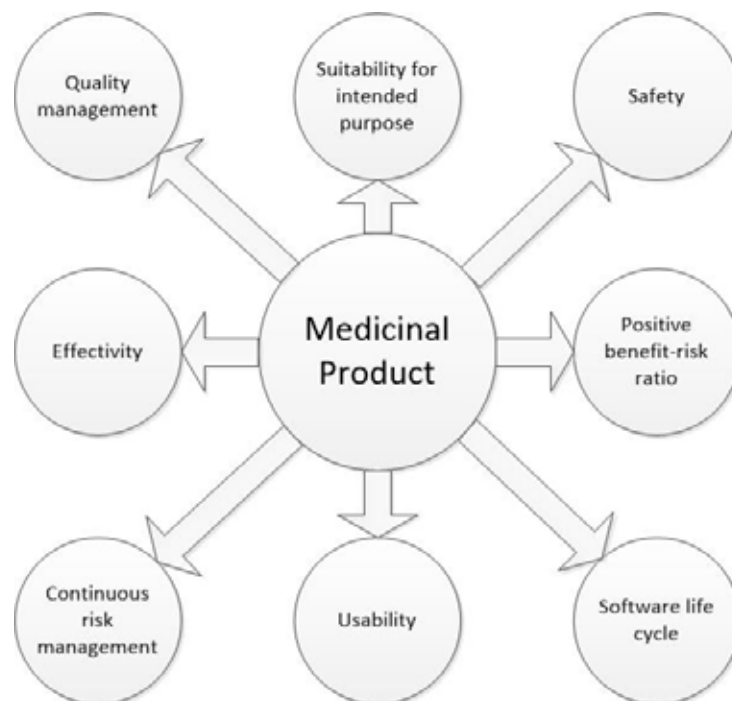 Quality
management
Suitability for
intended
purpose
Safety
Effectivity
Medicinal
Product
Positive
benefit-risk
ratio
Continuous
risk
management
Usability
Software life
cycle